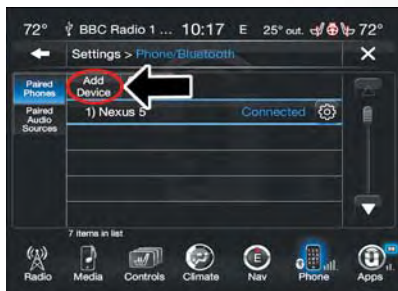 72° BBC Radio 1 ... 10:17 E 25° out. 72°
Settings > Phone/Bluetooth X
Paired Phones
Add Device
1) Nexus 5 Connected
Paired Audio Sources
7 items in list
Radio Media Controls Climate Nav Phone Apps
E